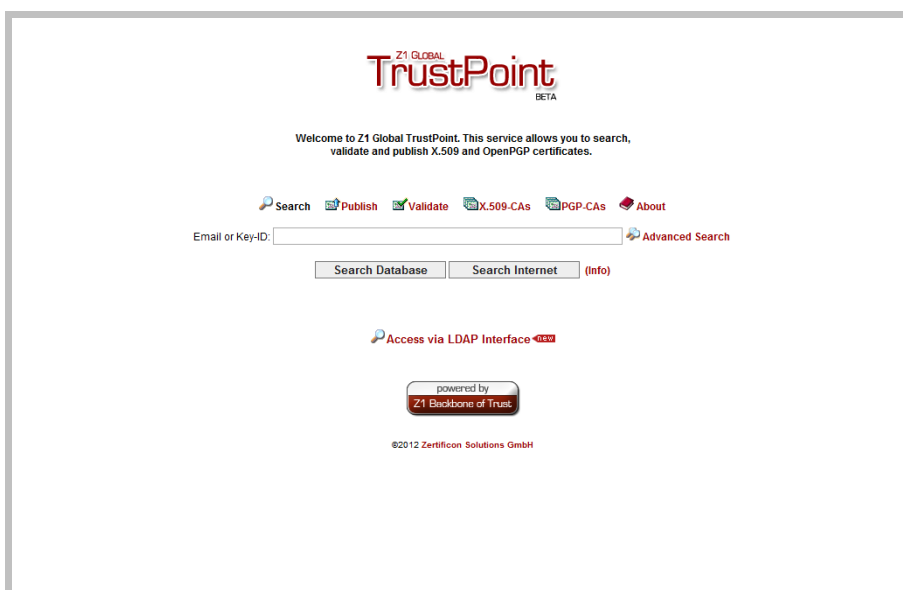 Z1 GLOBAL
TrustPoint
BETA
Welcome to Z1 Global TrustPoint. This service allows you to search,
validate and publish X.509 and OpenPGP certificates.
Search Publish Validate X.509-CAs PGP-CAs About
Email or Key-ID: Advanced Search
Search Database Search Internet (Info)
Access via LDAP Interface new
powered by
Z1 Backbone of Trust
©2012 Zertificon Solutions GmbH